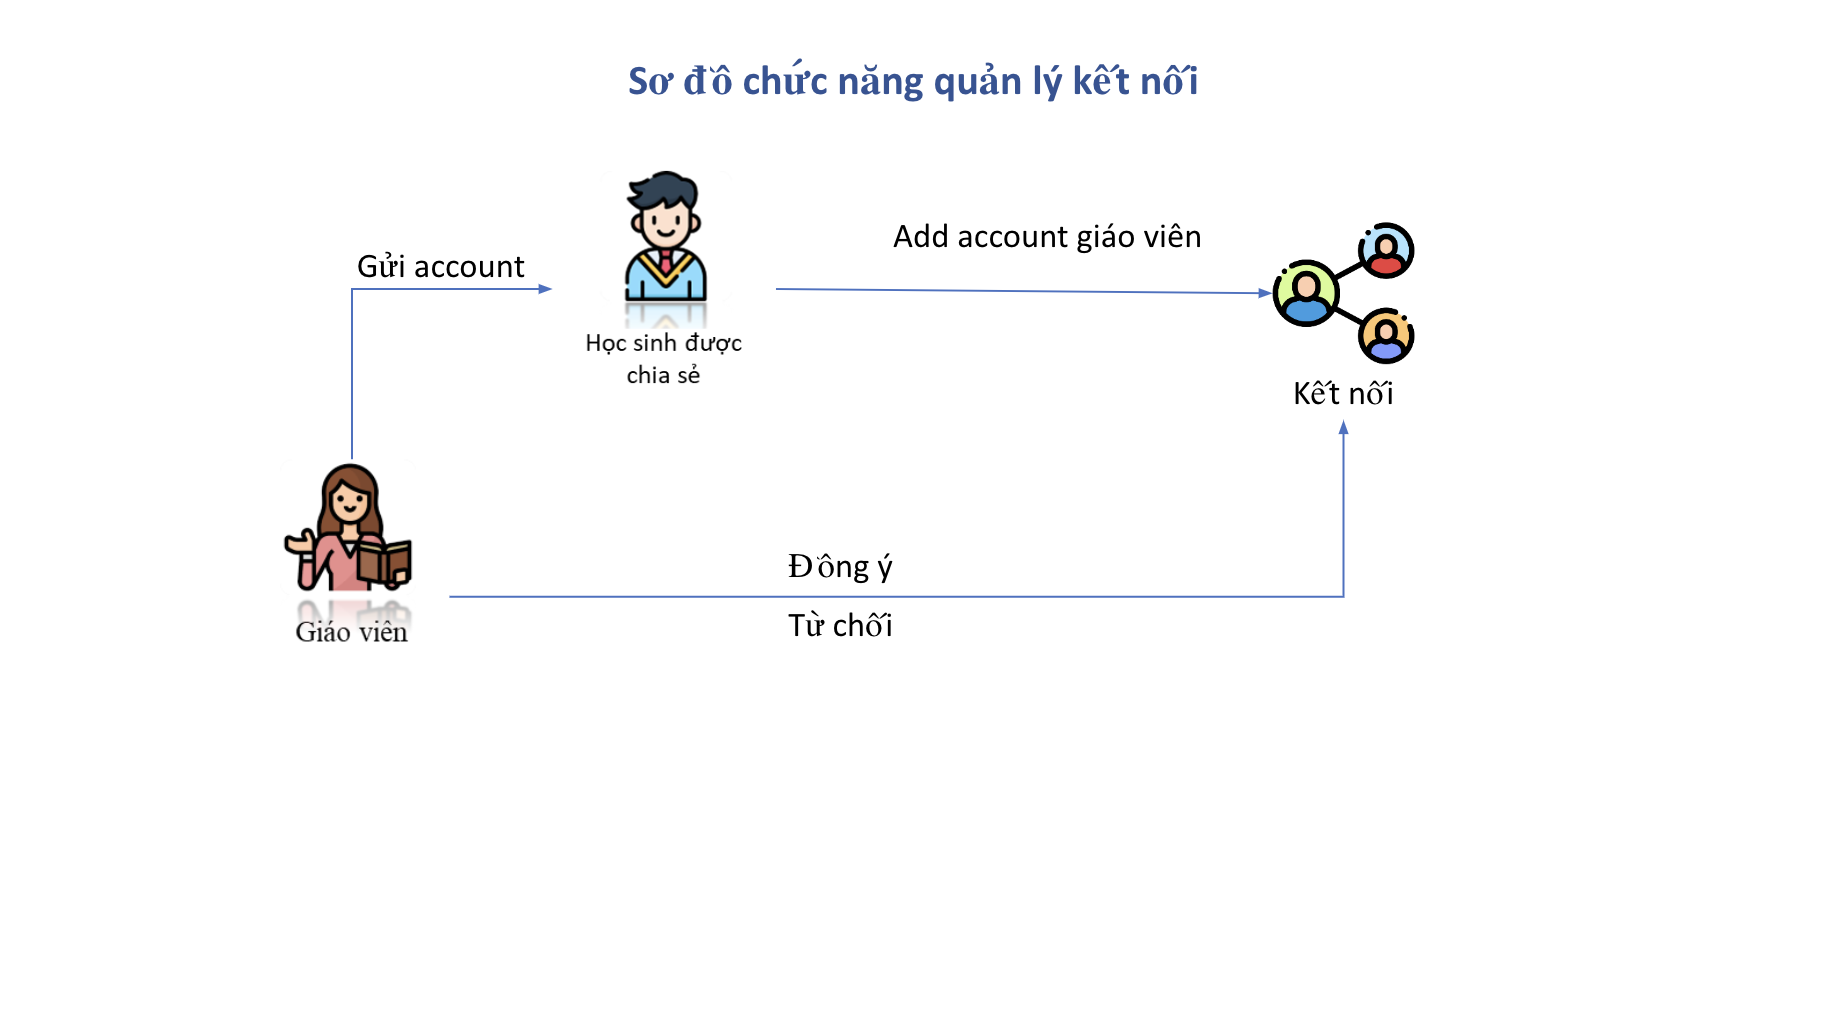 Sơ đồ chức năng quản lý kết nối
Gửi account
Add account giáo viên
Học sinh được
chia sẻ
Kết nối
Đồng ý
Từ chối
Giáo viên